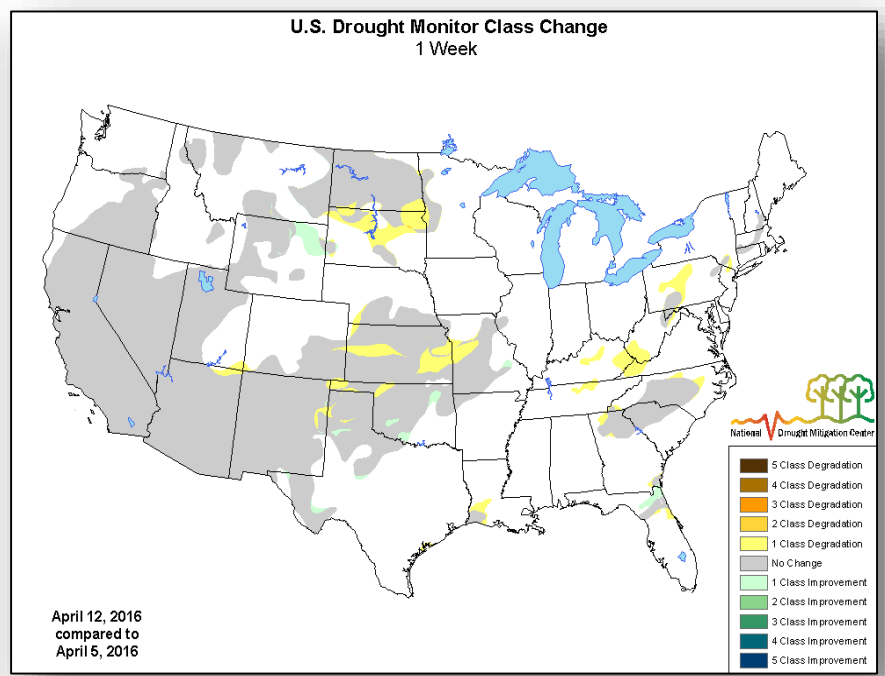 U.S. Drought Monitor Class Change
1 Week
National Drought Mitigation Center
5 Class Degradation
4 Class Degradation
3 Class Degradation
2 Class Degradation
1 Class Degradation
No Change
1 Class Improvement
2 Class Improvement
3 Class Improvement
4 Class Improvement
5 Class Improvement
April 12, 2016
compared to
April 5, 2016